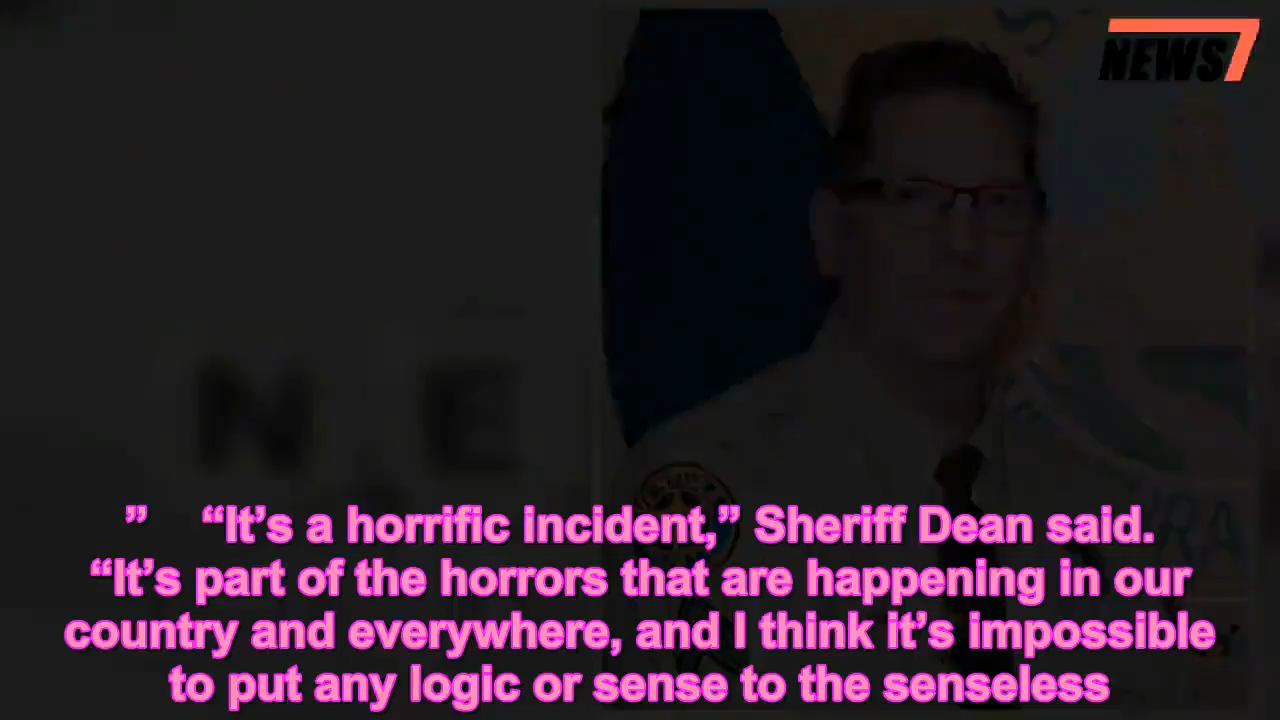 NEWS7
N E
” “It’s a horrific incident,” Sheriff Dean said.
“It’s part of the horrors that are happening in our
country and everywhere, and I think it’s impossible
to put any logic or sense to the senseless